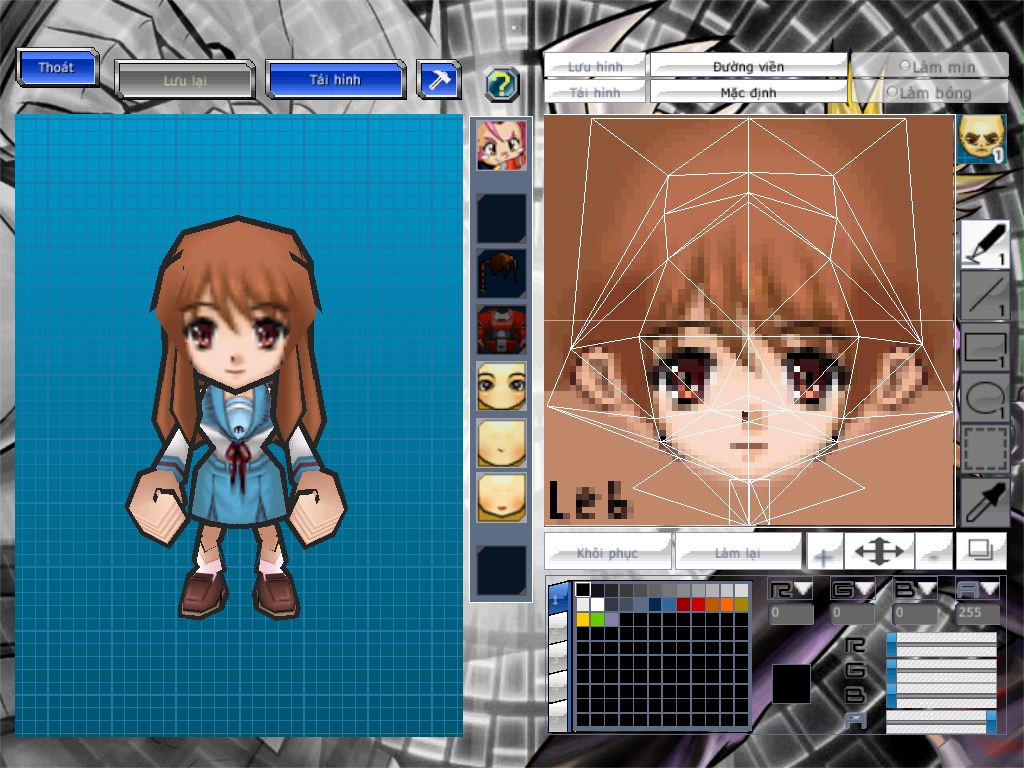 Thoát
Lưu lại
Tải hình
?
Lưu hình
Đường viền
Làm mịn
Tải hình
Mặc định
Làm bóng
1
1
1
1
1
Leb
Khôi phục
Làm lại
+
-
1
R G B A
0 0 0 255
R
G
B
A